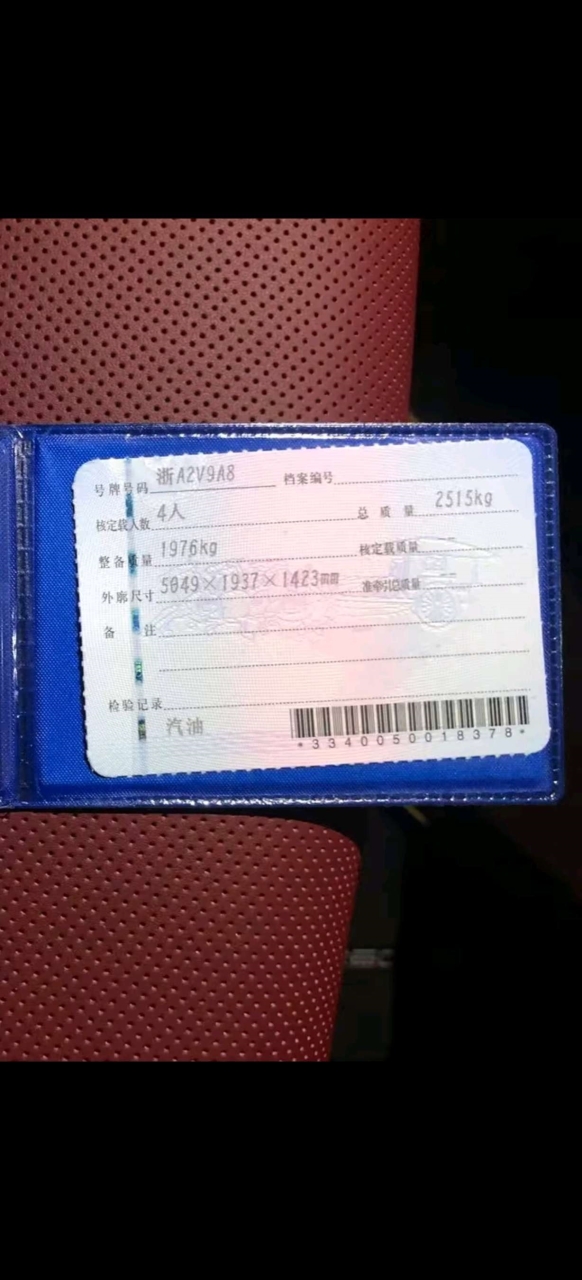 号牌号码 浙A2V9A8 档案编号
核定载人数 4人 总质量 2515kg
整备质量 1976kg 核定载质量 --
外廓尺寸 5049×1937×1423mm 准牵引总质量 --
备注
检验记录
汽油
*3340050018378*